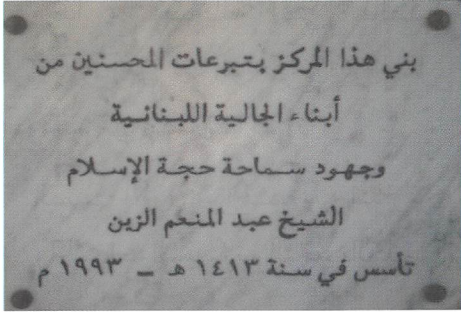 بني هذا المركز بتبرعات المحسنين من
أبناء الجالية اللبنانية
وجهود سماحة حجة الإسلام
الشيخ عبد المنعم الزين
تأسس في سنة ١٤١٣ هـ – ١٩٩٣ م